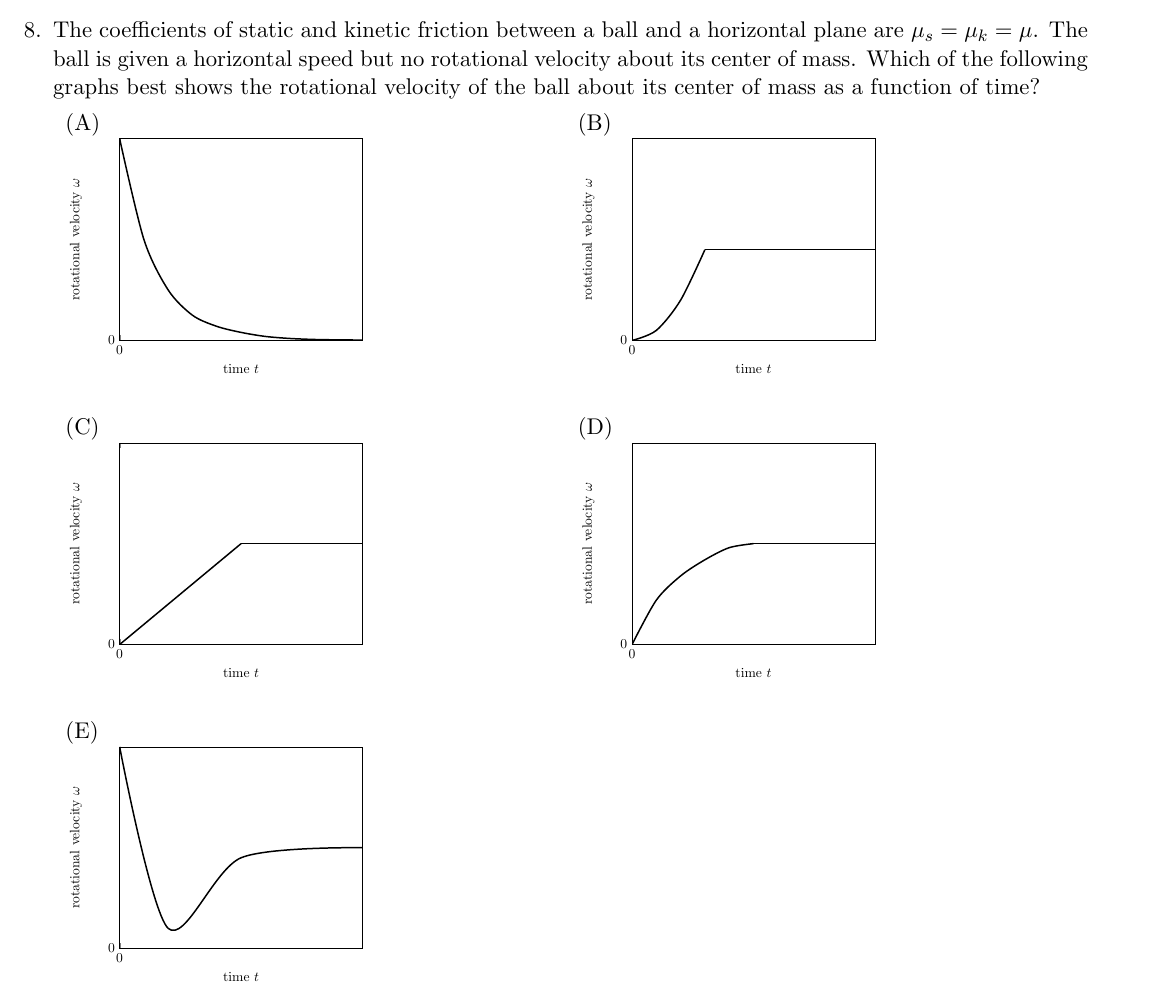 8. The coefficients of static and kinetic friction between a ball and a horizontal plane are μs = μk = μ. The
ball is given a horizontal speed but no rotational velocity about its center of mass. Which of the following
graphs best shows the rotational velocity of the ball about its center of mass as a function of time?
(A)
rotational velocity ω
0
0
time t
(B)
rotational velocity ω
0
0
time t
(C)
rotational velocity ω
0
0
time t
(D)
rotational velocity ω
0
0
time t
(E)
rotational velocity ω
0
0
time t